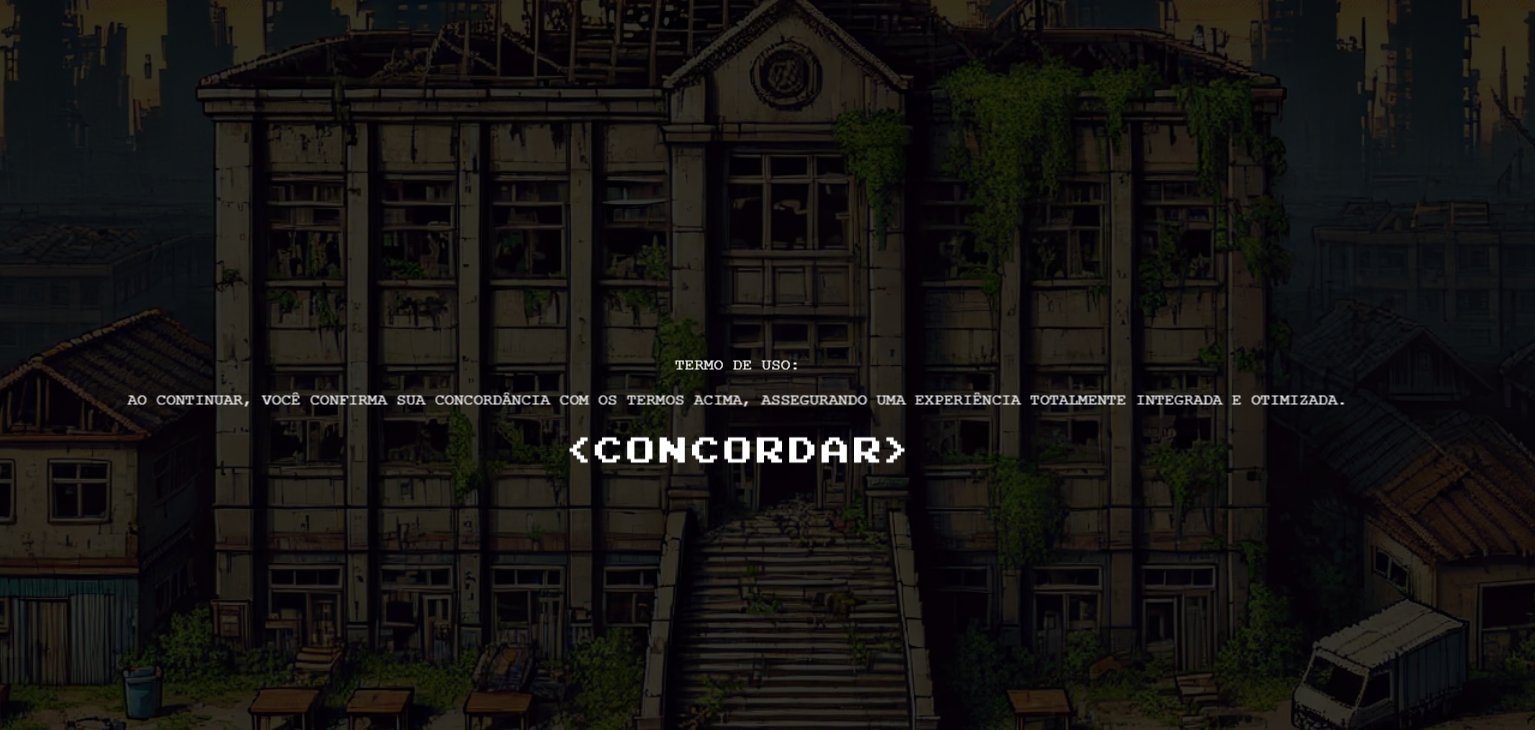 TERMO DE USO:
AO CONTINUAR, VOCÊ CONFIRMA SUA CONCORDÂNCIA COM OS TERMOS ACIMA, ASSEGURANDO UMA EXPERIÊNCIA TOTALMENTE INTEGRADA E OTIMIZADA.
<CONCORDAR>